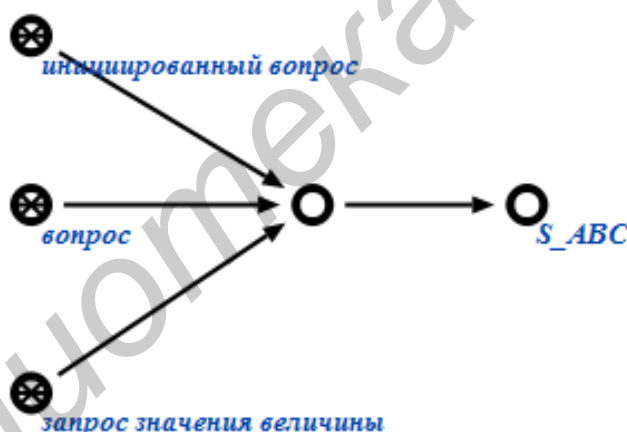 инициированный вопрос
вопрос
S_ABC
запрос значения величины